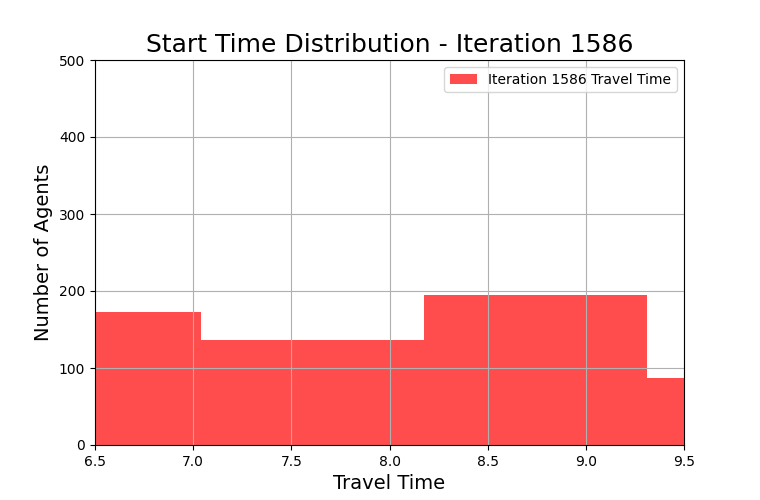 Start Time Distribution - Iteration 1586
Iteration 1586 Travel Time
Number of Agents
500
400
300
200
100
0
6.5 7.0 7.5 8.0 8.5 9.0 9.5
Travel Time